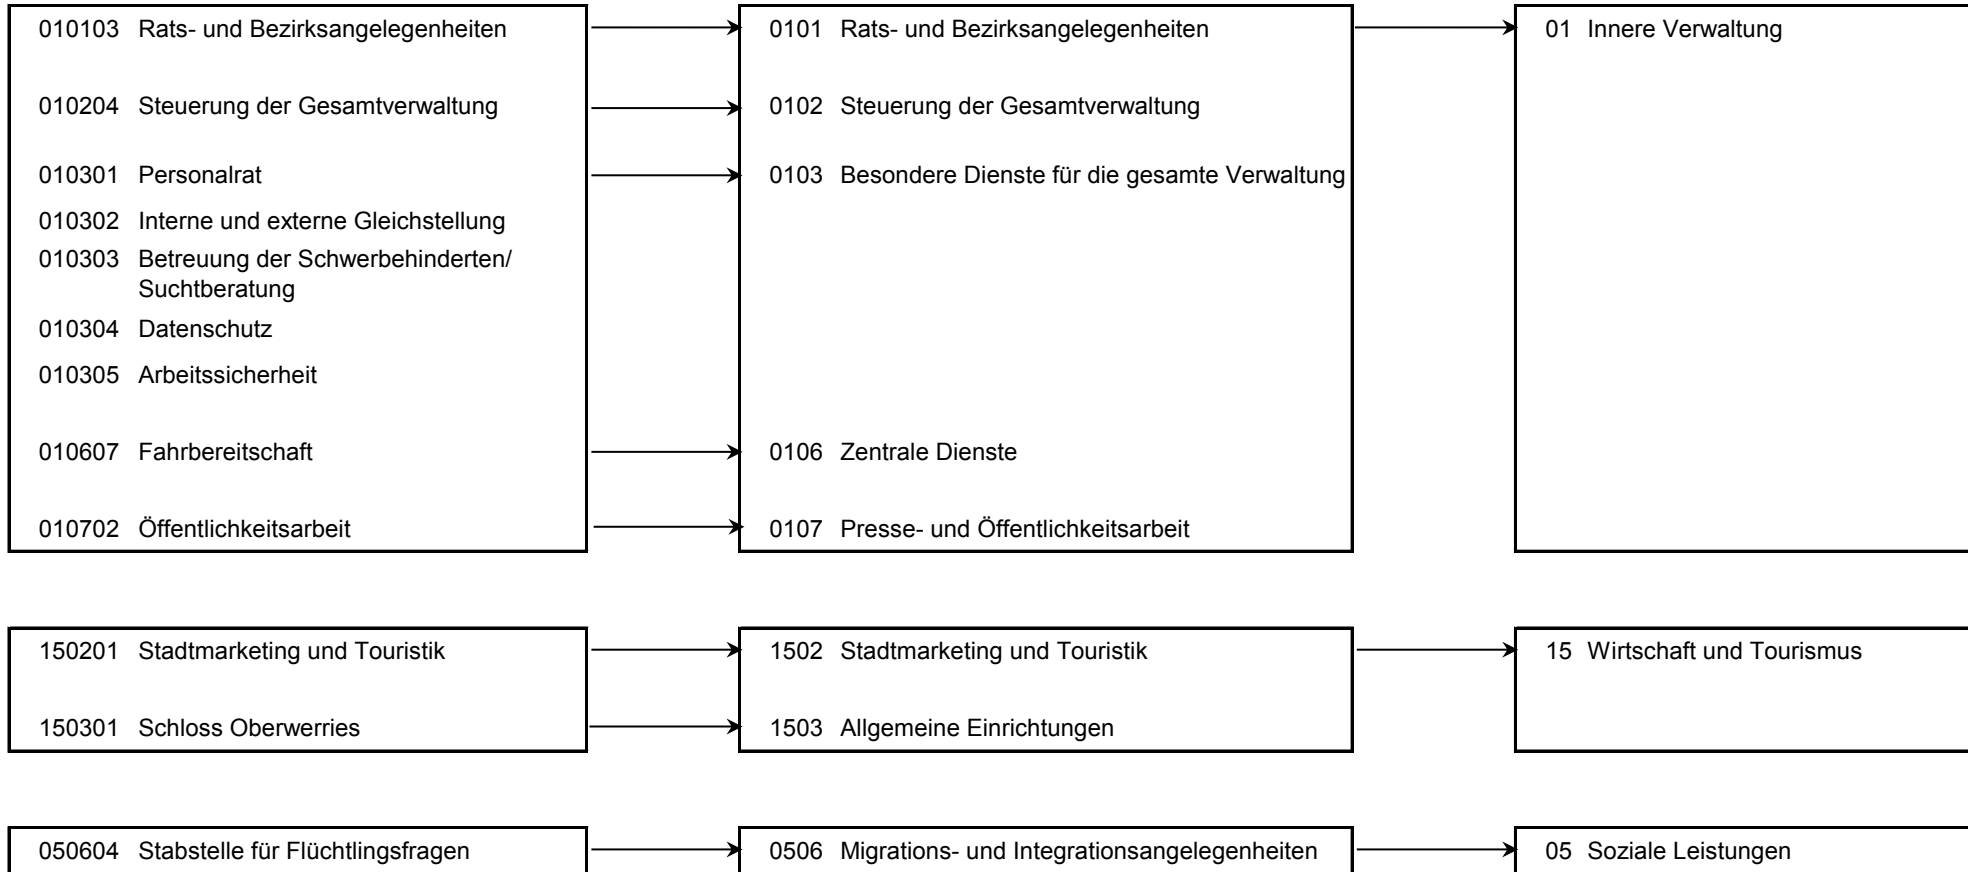 010103 Rats- und Bezirksangelegenheiten 0101 Rats- und Bezirksangelegenheiten 01 Innere Verwaltung
010204 Steuerung der Gesamtverwaltung 0102 Steuerung der Gesamtverwaltung
010301 Personalrat 0103 Besondere Dienste für die gesamte Verwaltung
010302 Interne und externe Gleichstellung
010303 Betreuung der Schwerbehinderten/
Suchtberatung
010304 Datenschutz
010305 Arbeitssicherheit
010607 Fahrbereitschaft 0106 Zentrale Dienste
010702 Öffentlichkeitsarbeit 0107 Presse- und Öffentlichkeitsarbeit
150201 Stadtmarketing und Touristik 1502 Stadtmarketing und Touristik 15 Wirtschaft und Tourismus
150301 Schloss Oberwerries 1503 Allgemeine Einrichtungen
050604 Stabstelle für Flüchtlingsfragen 0506 Migrations- und Integrationsangelegenheiten 05 Soziale Leistungen